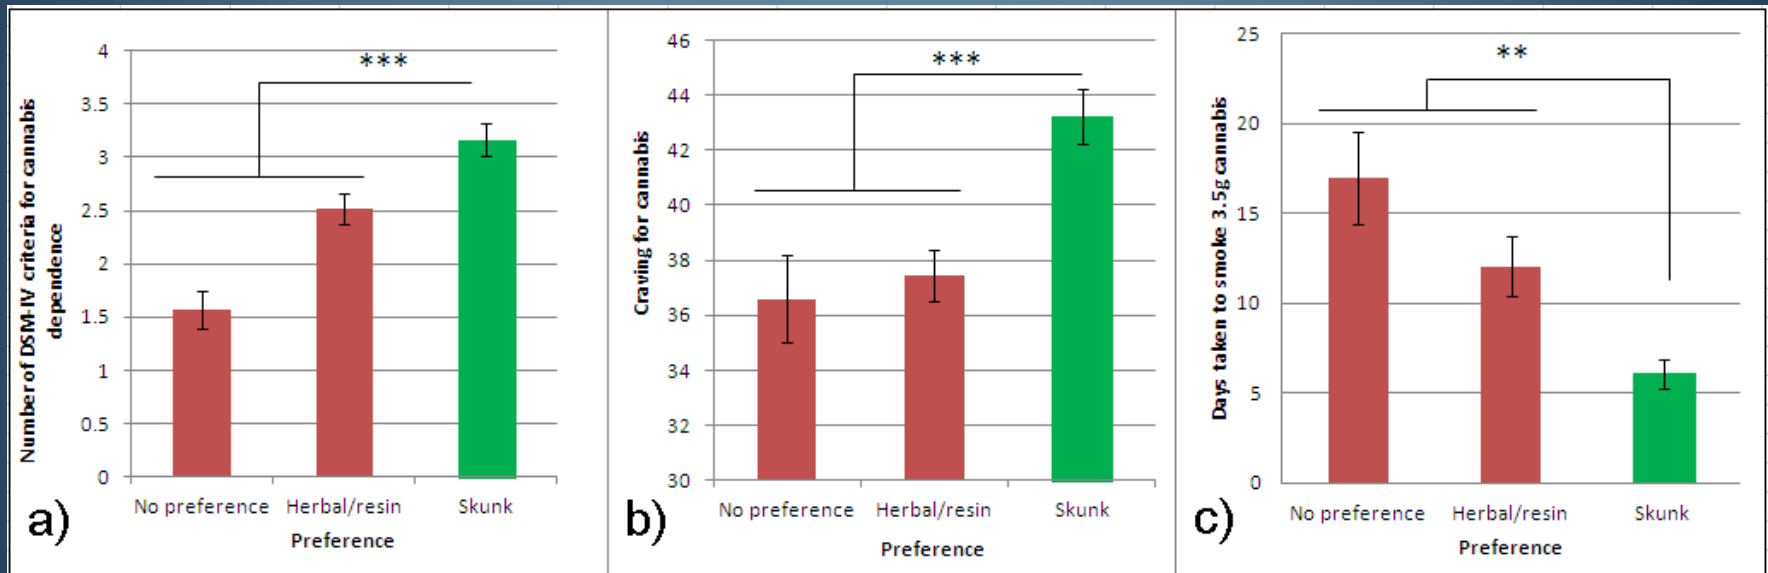 Number of DSM-IV criteria for cannabis
dependence
4
3.5
3
2.5
2
1.5
1
0.5
0
***
No preference
Herbal/resin
Skunk
Preference
a)
Craving for cannabis
46
44
42
40
38
36
34
32
30
***
No preference
Herbal/resin
Skunk
Preference
b)
Days taken to smoke 3.5g cannabis
25
20
15
10
5
0
**
No preference
Herbal/resin
Skunk
Preference
c)